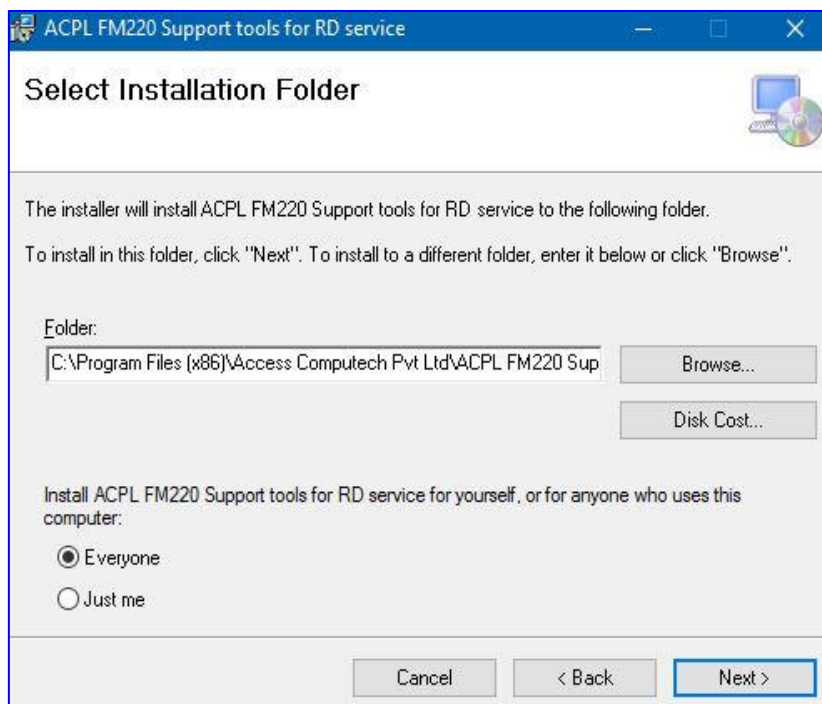 ACPL FM220 Support tools for RD service
Select Installation Folder
The installer will install ACPL FM220 Support tools for RD service to the following folder.
To install in this folder, click "Next". To install to a different folder, enter it below or click "Browse".
Folder:
C:\Program Files (x86)\Access Computech Pvt Ltd\ACPL FM220 Sup
Browse...
Disk Cost...
Install ACPL FM220 Support tools for RD service for yourself, or for anyone who uses this
computer:
Everyone
Just me
Cancel
< Back
Next >